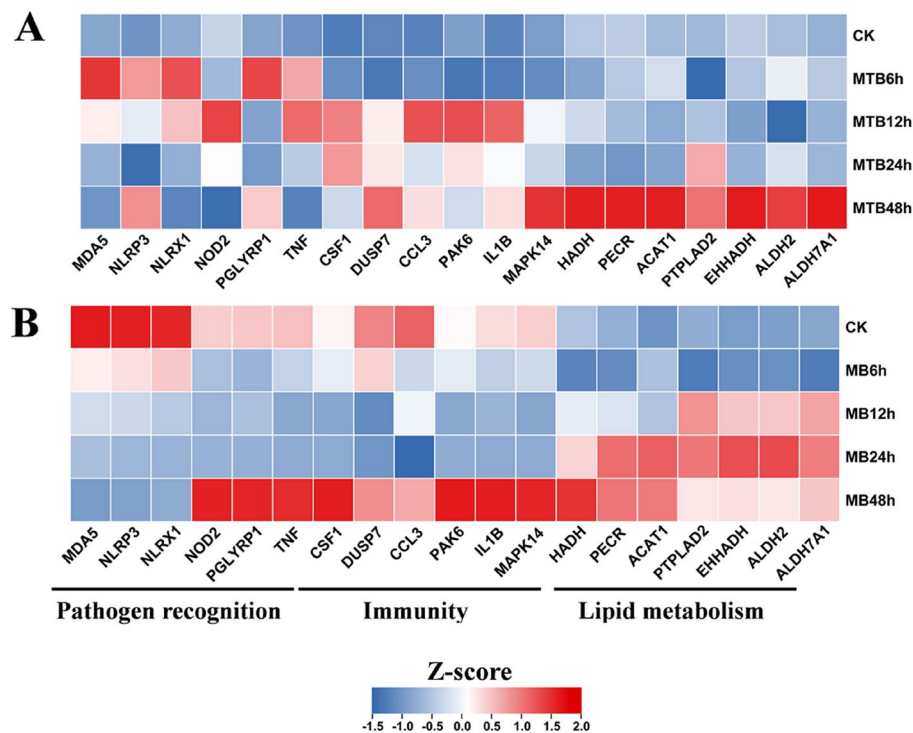 A
CK
MTB6h
MTB12h
MTB24h
MTB48h
MDA5 NLRP3 NLRX1 NOD2 PGLYRP1 TNF CSF1 DUSP7 CCL3 PAK6 IL1B MAPK14 HADH PECR ACAT1 PTPLAD2 EHHADH ALDH2 ALDH7A1
B
CK
MB6h
MB12h
MB24h
MB48h
MDA5 NLRP3 NLRX1 NOD2 PGLYRP1 TNF CSF1 DUSP7 CCL3 PAK6 IL1B MAPK14 HADH PECR ACAT1 PTPLAD2 EHHADH ALDH2 ALDH7A1
Pathogen recognition Immunity Lipid metabolism
Z-score
-1.5 -1.0 -0.5 0.0 0.5 1.0 1.5 2.0